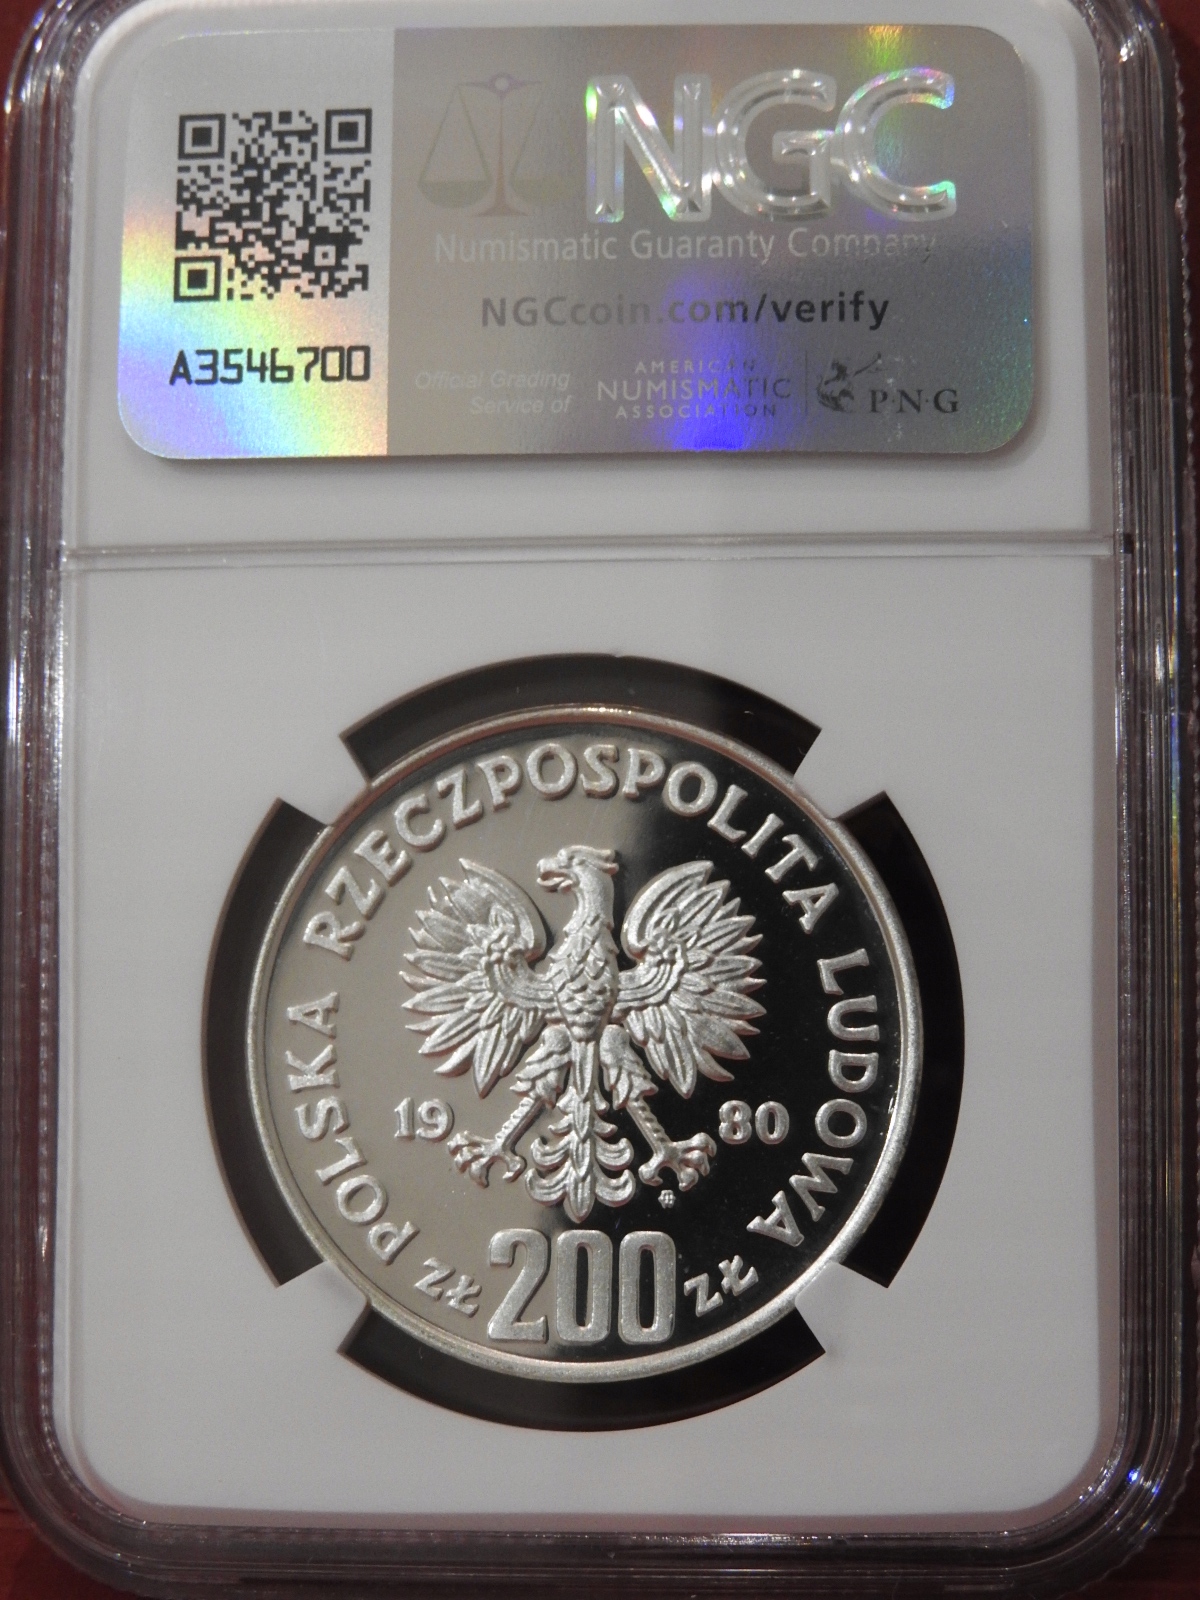 NGC
Numismatic Guaranty Company
NGCcoin.com/verify
A3546700
Official Grading
Service of
AMERICAN
NUMISMATIC
ASSOCIATION
P·N·G
POLSKA RZECZPOSPOLITA LUDOWA
19 80
ZŁ 200 ZŁ